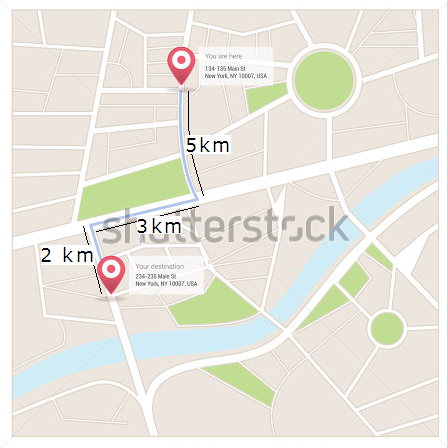 You are here
134-135 Main St
New York, NY 10007, USA
5km
shutterstock
3km
2 km
Your destination
234-235 Main St
New York, NY 10007, USA